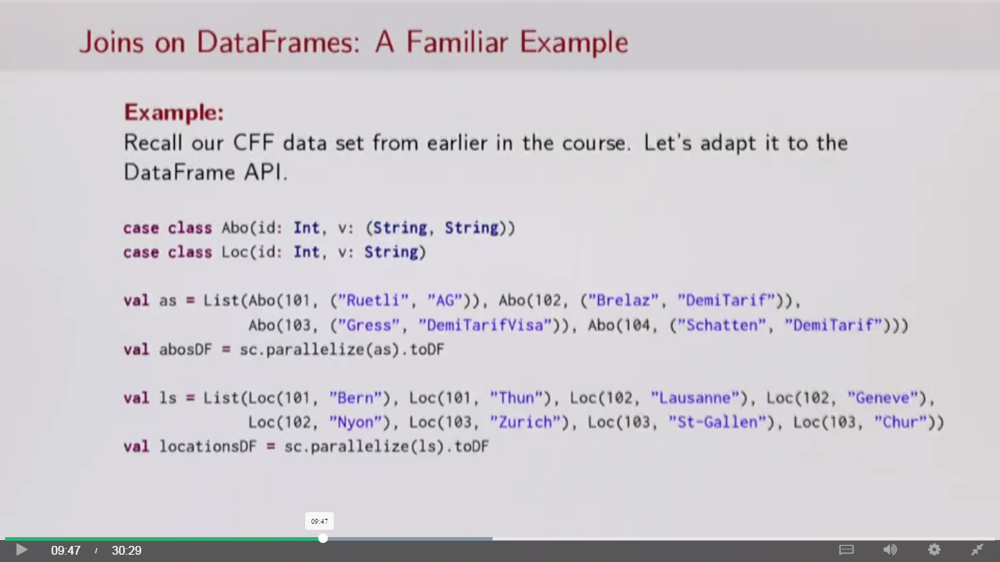 Joins on DataFrames: A Familiar Example
Example:
Recall our CFF data set from earlier in the course. Let's adapt it to the
DataFrame API.
case class Abo(id: Int, v: (String, String))
case class Loc(id: Int, v: String)
val as = List(Abo(101, ("Ruetli", "AG")), Abo(102, ("Brelaz", "DemiTarif")),
Abo(103, ("Gress", "DemiTarifVisa")), Abo(104, ("Schatten", "DemiTarif")))
val abosDF = sc.parallelize(as).toDF
val ls = List(Loc(101, "Bern"), Loc(101, "Thun"), Loc(102, "Lausanne"), Loc(102, "Geneve"),
Loc(102, "Nyon"), Loc(103, "Zurich"), Loc(103, "St-Gallen"), Loc(103, "Chur"))
val locationsDF = sc.parallelize(ls).toDF
09:47
09:47 / 30:29